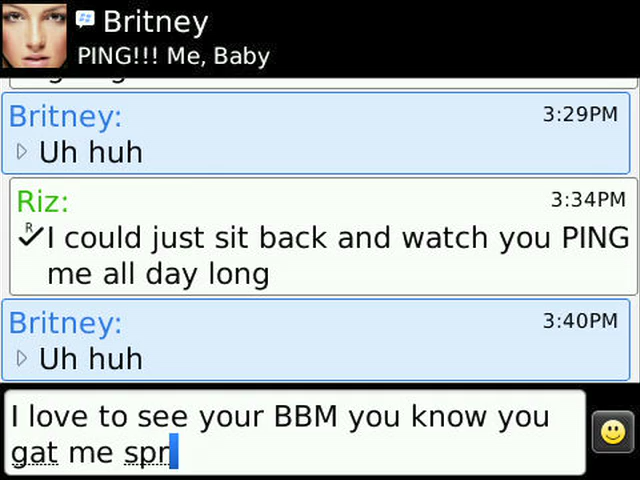 Britney
PING!!! Me, Baby
Britney:
3:29PM
Uh huh
Riz:
3:34PM
R
I could just sit back and watch you PING
me all day long
Britney:
3:40PM
Uh huh
I love to see your BBM you know you
gat me spr